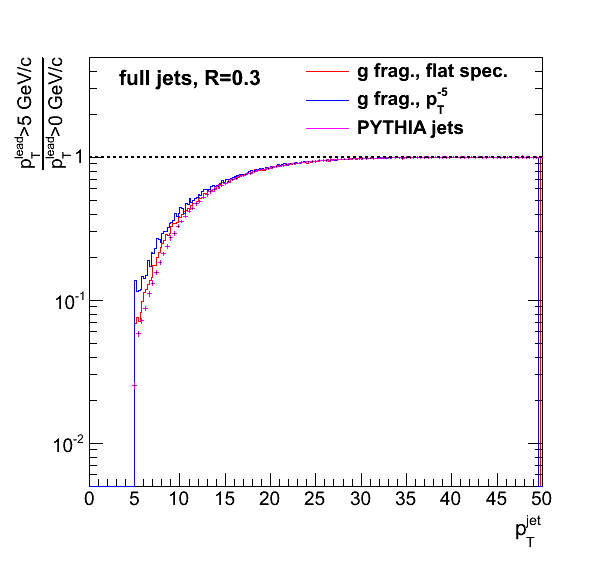 full jets, R=0.3
g frag., flat spec.
g frag., p_T^-5
PYTHIA jets
p_T^lead>5 GeV/c
p_T^lead>0 GeV/c
1
10^-1
10^-2
0 5 10 15 20 25 30 35 40 45 50
p_T^jet